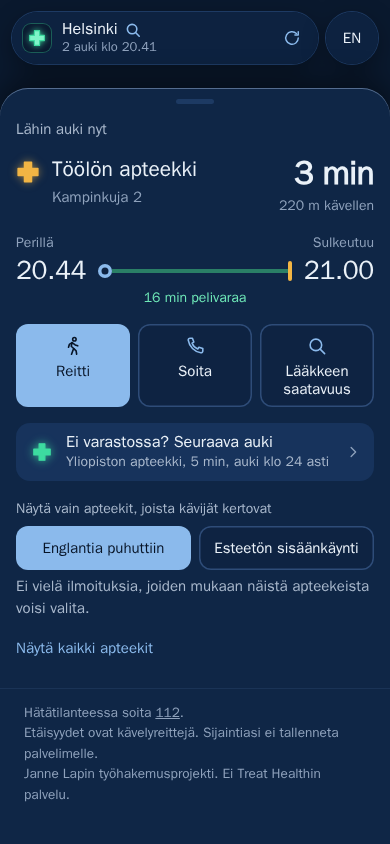 Helsinki
2 auki klo 20.41
EN
Lähin auki nyt
Töölön apteekki
3 min
Kampinkuja 2
220 m kävellen
Perillä
Sulkeutuu
20.44
21.00
16 min pelivaraa
Reitti
Soita
Lääkkeen
saatavuus
Ei varastossa? Seuraava auki
Yliopiston apteekki, 5 min, auki klo 24 asti
Näytä vain apteekit, joista kävijät kertovat
Englantia puhuttiin
Esteetön sisäänkäynti
Ei vielä ilmoituksia, joiden mukaan näistä apteekeista
voisi valita.
Näytä kaikki apteekit
Hätätilanteessa soita 112.
Etäisyydet ovat kävelyreittejä. Sijaintiasi ei tallenneta
palvelimelle.
Janne Lapin työhakemusprojekti. Ei Treat Healthin
palvelu.